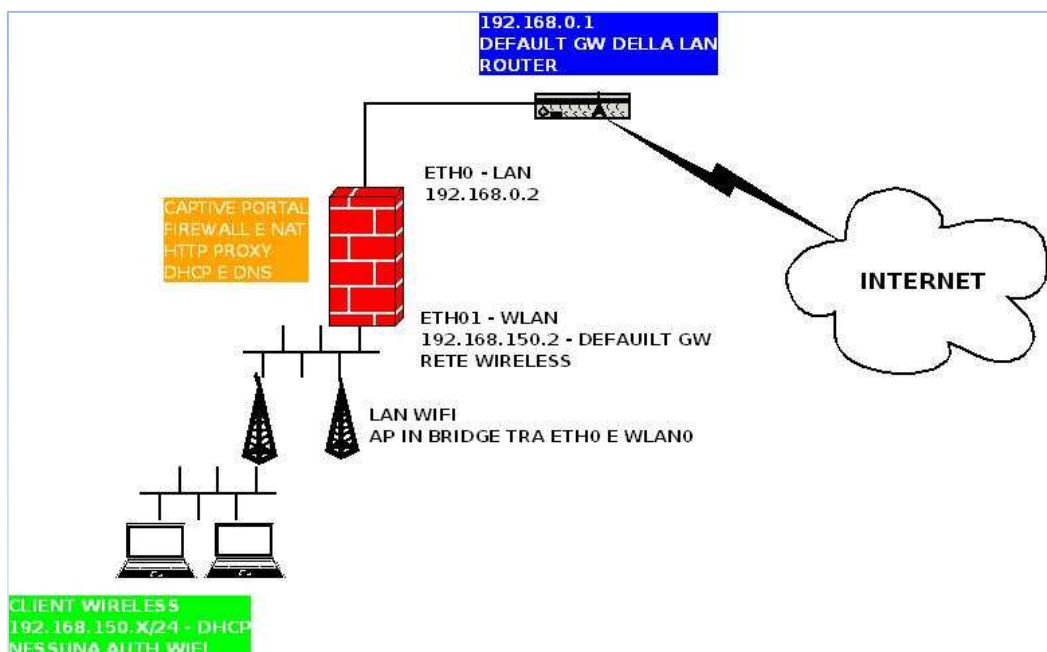 192.168.0.1
DEFAULT GW DELLA LAN
ROUTER
ETH0 - LAN
192.168.0.2
CAPTIVE PORTAL
FIREWALL E NAT
HTTP PROXY
DHCP E DNS
INTERNET
ETH01 - WLAN
192.168.150.2 - DEFAUILT GW
RETE WIRELESS
LAN WIFI
AP IN BRIDGE TRA ETH0 E WLAN0
CLIENT WIRELESS
192.168.150.X/24 - DHCP
NESSUNA AUTH WIFI